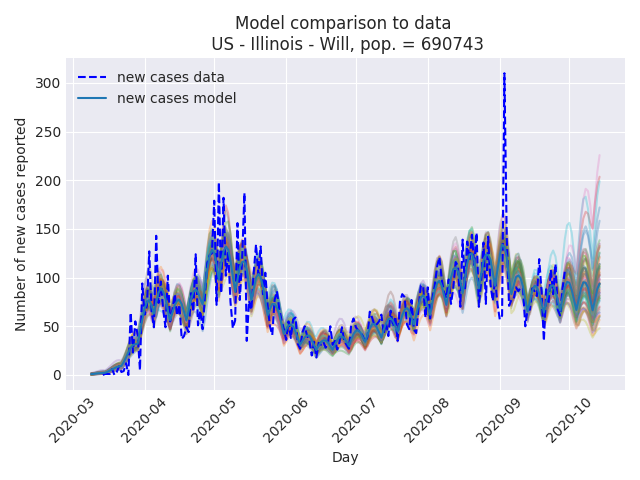 Model comparison to data
US - Illinois - Will, pop. = 690743
new cases data
new cases model
Number of new cases reported
300
250
200
150
100
50
0
2020-03
2020-04
2020-05
2020-06
2020-07
2020-08
2020-09
2020-10
Day